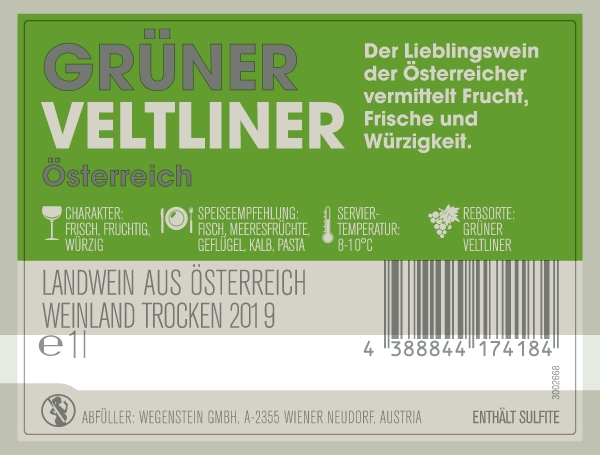 GRÜNER
VELTLINER
Österreich
Der Lieblingswein
der Österreicher
vermittelt Frucht,
Frische und
Würzigkeit.
CHARAKTER:
FRISCH, FRUCHTIG,
WÜRZIG
SPEISEEMPFEHLUNG:
FISCH, MEERESFRÜCHTE,
GEFLÜGEL, KALB, PASTA
SERVIER-
TEMPERATUR:
8-10°C
REBSORTE:
GRÜNER
VELTLINER
LANDWEIN AUS ÖSTERREICH
WEINLAND TROCKEN 2019
℮ 1l
4 388844 174184
3002668
ABFÜLLER: WEGENSTEIN GMBH, A-2355 WIENER NEUDORF, AUSTRIA
ENTHÄLT SULFITE